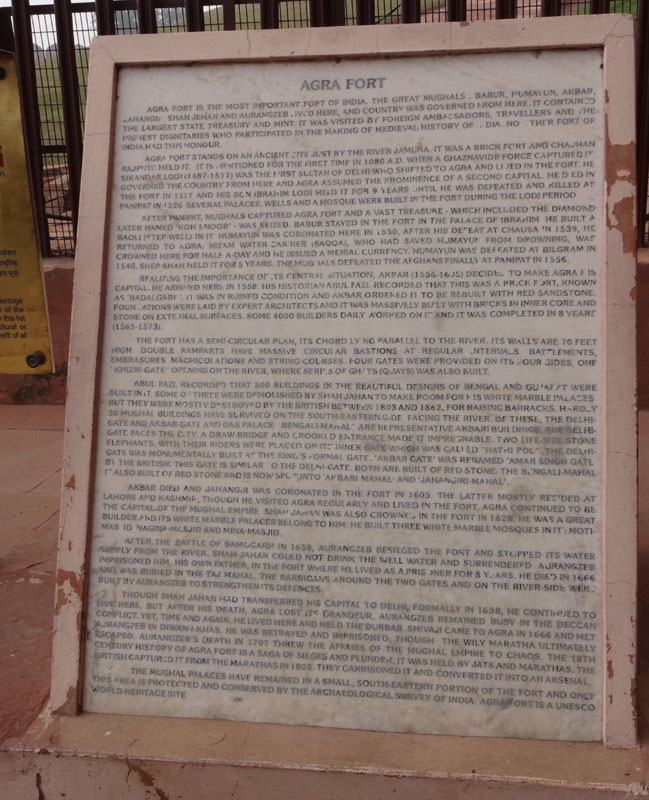 AGRA FORT
AGRA FORT IS THE MOST IMPORTANT FORT OF INDIA. THE GREAT MUGHALS : BABUR, HUMAYUN, AKBAR,
JAHANGIR, SHAH JEHAN AND AURANGZEB LIVED HERE, AND COUNTRY WAS GOVERNED FROM HERE. IT CONTAINED
THE LARGEST STATE TREASURY AND MINT. IT WAS VISITED BY FOREIGN AMBASSADORS, TRAVELLERS AND THE
HIGHEST DIGNITARIES WHO PARTICIPATED IN THE MAKING OF MEDIEVAL HISTORY OF INDIA. NO OTHER FORT OF
INDIA HAD THIS HONOUR.
AGRA FORT STANDS ON AN ANCIENT SITE JUST BY THE RIVER JAMUNA. IT WAS A BRICK FORT AND CHAUHAN
RAJPUTS HELD IT. IT IS MENTIONED FOR THE FIRST TIME IN 1080 A.D. WHEN A GHAZNAVIDE FORCE CAPTURED IT.
SIKANDAR LODI (1487-1517) WAS THE FIRST SULTAN OF DELHI WHO SHIFTED TO AGRA AND LIVED IN THE FORT. HE
GOVERNED THE COUNTRY FROM HERE AND AGRA ASSUMED THE PROMINENCE OF A SECOND CAPITAL. HE DIED IN
THE FORT IN 1517 AND HIS SON IBRAHIM LODI HELD IT FOR 9 YEARS UNTIL HE WAS DEFEATED AND KILLED AT
PANIPAT IN 1526. SEVERAL PALACES, WELLS AND A MOSQUE WERE BUILT IN THE FORT DURING THE LODI PERIOD.
AFTER PANIPAT, MUGHALS CAPTURED AGRA FORT AND A VAST TREASURE - WHICH INCLUDED THE DIAMOND
LATER NAMED 'KOH-I-NOOR' - WAS SEIZED. BABUR STAYED IN THE FORT IN THE PALACE OF IBRAHIM. HE BUILT A
BAOLI (STEP WELL) IN IT. HUMAYUN WAS CORONATED HERE IN 1530. AFTER HIS DEFEAT AT CHAUSA IN 1539, HE
RETURNED TO AGRA. NIZAM WATER-CARRIER (SAQQA), WHO HAD SAVED HUMAYUN FROM DROWNING, WAS
CROWNED HERE FOR HALF-A-DAY AND HE ISSUED A MENIAL CURRENCY. HUMAYUN WAS DEFEATED AT BILGRAM IN
1540. SHER SHAH HELD IT FOR 5 YEARS. THE MUGHALS DEFEATED THE AFGHANS FINALLY AT PANIPAT IN 1556.
REALIZING THE IMPORTANCE OF ITS CENTRAL SITUATION, AKBAR (1556-1605) DECIDED TO MAKE AGRA HIS
CAPITAL. HE ARRIVED HERE IN 1558. HIS HISTORIAN ABUL FAZL RECORDED THAT THIS WAS A BRICK FORT, KNOWN
AS 'BADALGARH'. IT WAS IN RUINED CONDITION AND AKBAR ORDERED IT TO BE REBUILT WITH RED SANDSTONE.
FOUNDATIONS WERE LAID BY EXPERT ARCHITECTS AND IT WAS MASSIVELY BUILT WITH BRICKS IN INNER CORE AND
STONE ON EXTERNAL SURFACES. SOME 4000 BUILDERS DAILY WORKED ON IT AND IT WAS COMPLETED IN 8 YEARS
(1565-1573).
THE FORT HAS A SEMI-CIRCULAR PLAN, ITS CHORD LYING PARALLEL TO THE RIVER. ITS WALLS ARE 70 FEET
HIGH. DOUBLE RAMPARTS HAVE MASSIVE CIRCULAR BASTIONS AT REGULAR INTERVALS. BATTLEMENTS,
EMBRASURES MACHICOLATIONS AND STRING-COURSES. FOUR GATES WERE PROVIDED ON ITS FOUR SIDES, ONE
'KHIZRI GATE' OPENING ON THE RIVER, WHERE SERIES OF GHATS (QUAYS) WAS ALSO BUILT.
ABUL FAZL RECORDED THAT 500 BUILDINGS IN THE BEAUTIFUL DESIGNS OF BENGAL AND GUJARAT WERE
BUILT IN IT. SOME OF THESE WERE DEMOLISHED BY SHAH JAHAN TO MAKE ROOM FOR HIS WHITE MARBLE PALACES
BUT THEY WERE MOSTLY DESTROYED BY THE BRITISH BETWEEN 1803 AND 1862, FOR RAISING BARRACKS. HARDLY
30 MUGHAL BUILDINGS HAVE SURVIVED ON THE SOUTH-EASTERN SIDE, FACING THE RIVER. OF THESE, THE DELHI-
GATE AND AKBAR-GATE AND ONE PALACE 'BENGALI-MAHAL' ARE REPRESENTATIVE AKBARI BUILDINGS. THE DELHI-
GATE FACES THE CITY. A DRAW-BRIDGE AND CROOKED ENTRANCE MADE IT IMPREGNABLE. TWO LIFE-SIZE STONE
ELEPHANTS, WITH THEIR RIDERS WERE PLACED ON ITS INNER GATE WHICH WAS CALLED "HATHI POL". THE DELHI-
GATE WAS MONUMENTALLY BUILT AS THE KING'S FORMAL GATE. 'AKBAR GATE' WAS RENAMED 'AMAR SINGH GATE'
BY THE BRITISH. THIS GATE IS SIMILAR TO THE DELHI-GATE. BOTH ARE BUILT OF RED STONE. THE BENGALI-MAHAL
IS ALSO BUILT OF RED STONE AND IS NOW SPLIT INTO 'AKBARI MAHAL' AND 'JAHANGIRI-MAHAL'.
AKBAR DIED AND JAHANGIR WAS CORONATED IN THE FORT IN 1605. THE LATTER MOSTLY RESIDED AT
LAHORE AND KASHMIR, THOUGH HE VISITED AGRA REGULARLY AND LIVED IN THE FORT. AGRA CONTINUED TO BE
THE CAPITAL OF THE MUGHAL EMPIRE. SHAH JAHAN WAS ALSO CROWNED IN THE FORT IN 1628. HE WAS A GREAT
BUILDER AND ITS WHITE MARBLE PALACES BELONG TO HIM. HE BUILT THREE WHITE MARBLE MOSQUES IN IT : MOTI-
MASJID, NAGINA-MASJID AND MINA-MASJID.
AFTER THE BATTLE OF SAMOGARH IN 1658, AURANGZEB BESIEGED THE FORT AND STOPPED ITS WATER
SUPPLY FROM THE RIVER. SHAH JAHAN COULD NOT DRINK THE WELL WATER AND SURRENDERED. AURANGZEB
IMPRISONED HIM, HIS OWN FATHER, IN THE FORT WHERE HE LIVED AS A PRISONER FOR 8 YEARS. HE DIED IN 1666
AND WAS BURIED IN THE TAJ MAHAL. THE BARBICANS AROUND THE TWO GATES AND ON THE RIVER-SIDE WERE
BUILT BY AURANGZEB TO STRENGTHEN ITS DEFENCES.
THOUGH SHAH JAHAN HAD TRANSFERRED HIS CAPITAL TO DELHI, FORMALLY IN 1638, HE CONTINUED TO
LIVE HERE. BUT AFTER HIS DEATH, AGRA LOST ITS GRANDEUR. AURANGZEB REMAINED BUSY IN THE DECCAN
CONFLICT. YET, TIME AND AGAIN, HE LIVED HERE AND HELD THE DURBAR. SHIVAJI CAME TO AGRA IN 1666 AND MET
AURANGZEB IN DIWAN-I-KHAS. HE WAS BETRAYED AND IMPRISONED, THOUGH THE WILY MARATHA ULTIMATELY
ESCAPED. AURANGZEB'S DEATH IN 1707 THREW THE AFFAIRS OF THE MUGHAL EMPIRE TO CHAOS. THE 18TH
CENTURY HISTORY OF AGRA FORT IS A SAGA OF SIEGES AND PLUNDER. IT WAS HELD BY JATS AND MARATHAS. THE
BRITISH CAPTURED IT FROM THE MARATHAS IN 1803. THEY GARRISONED IT AND CONVERTED IT INTO AN ARSENAL.
THE MUGHAL PALACES HAVE REMAINED IN A SMALL, SOUTH-EASTERN PORTION OF THE FORT AND ONLY
THIS AREA IS PROTECTED AND CONSERVED BY THE ARCHAEOLOGICAL SURVEY OF INDIA. AGRA FORT IS A UNESCO
WORLD HERITAGE SITE